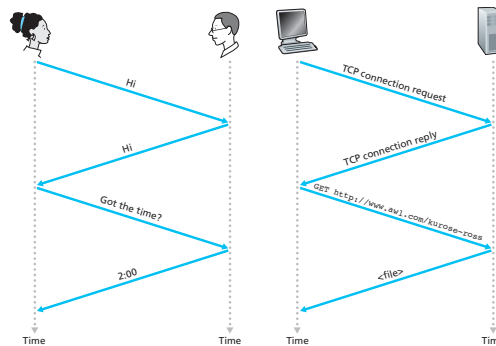 Hi
TCP connection request
Hi
TCP connection reply
Got the time?
GET http://www.awl.com/kurose-ross
2:00
<file>
Time
Time
Time
Time